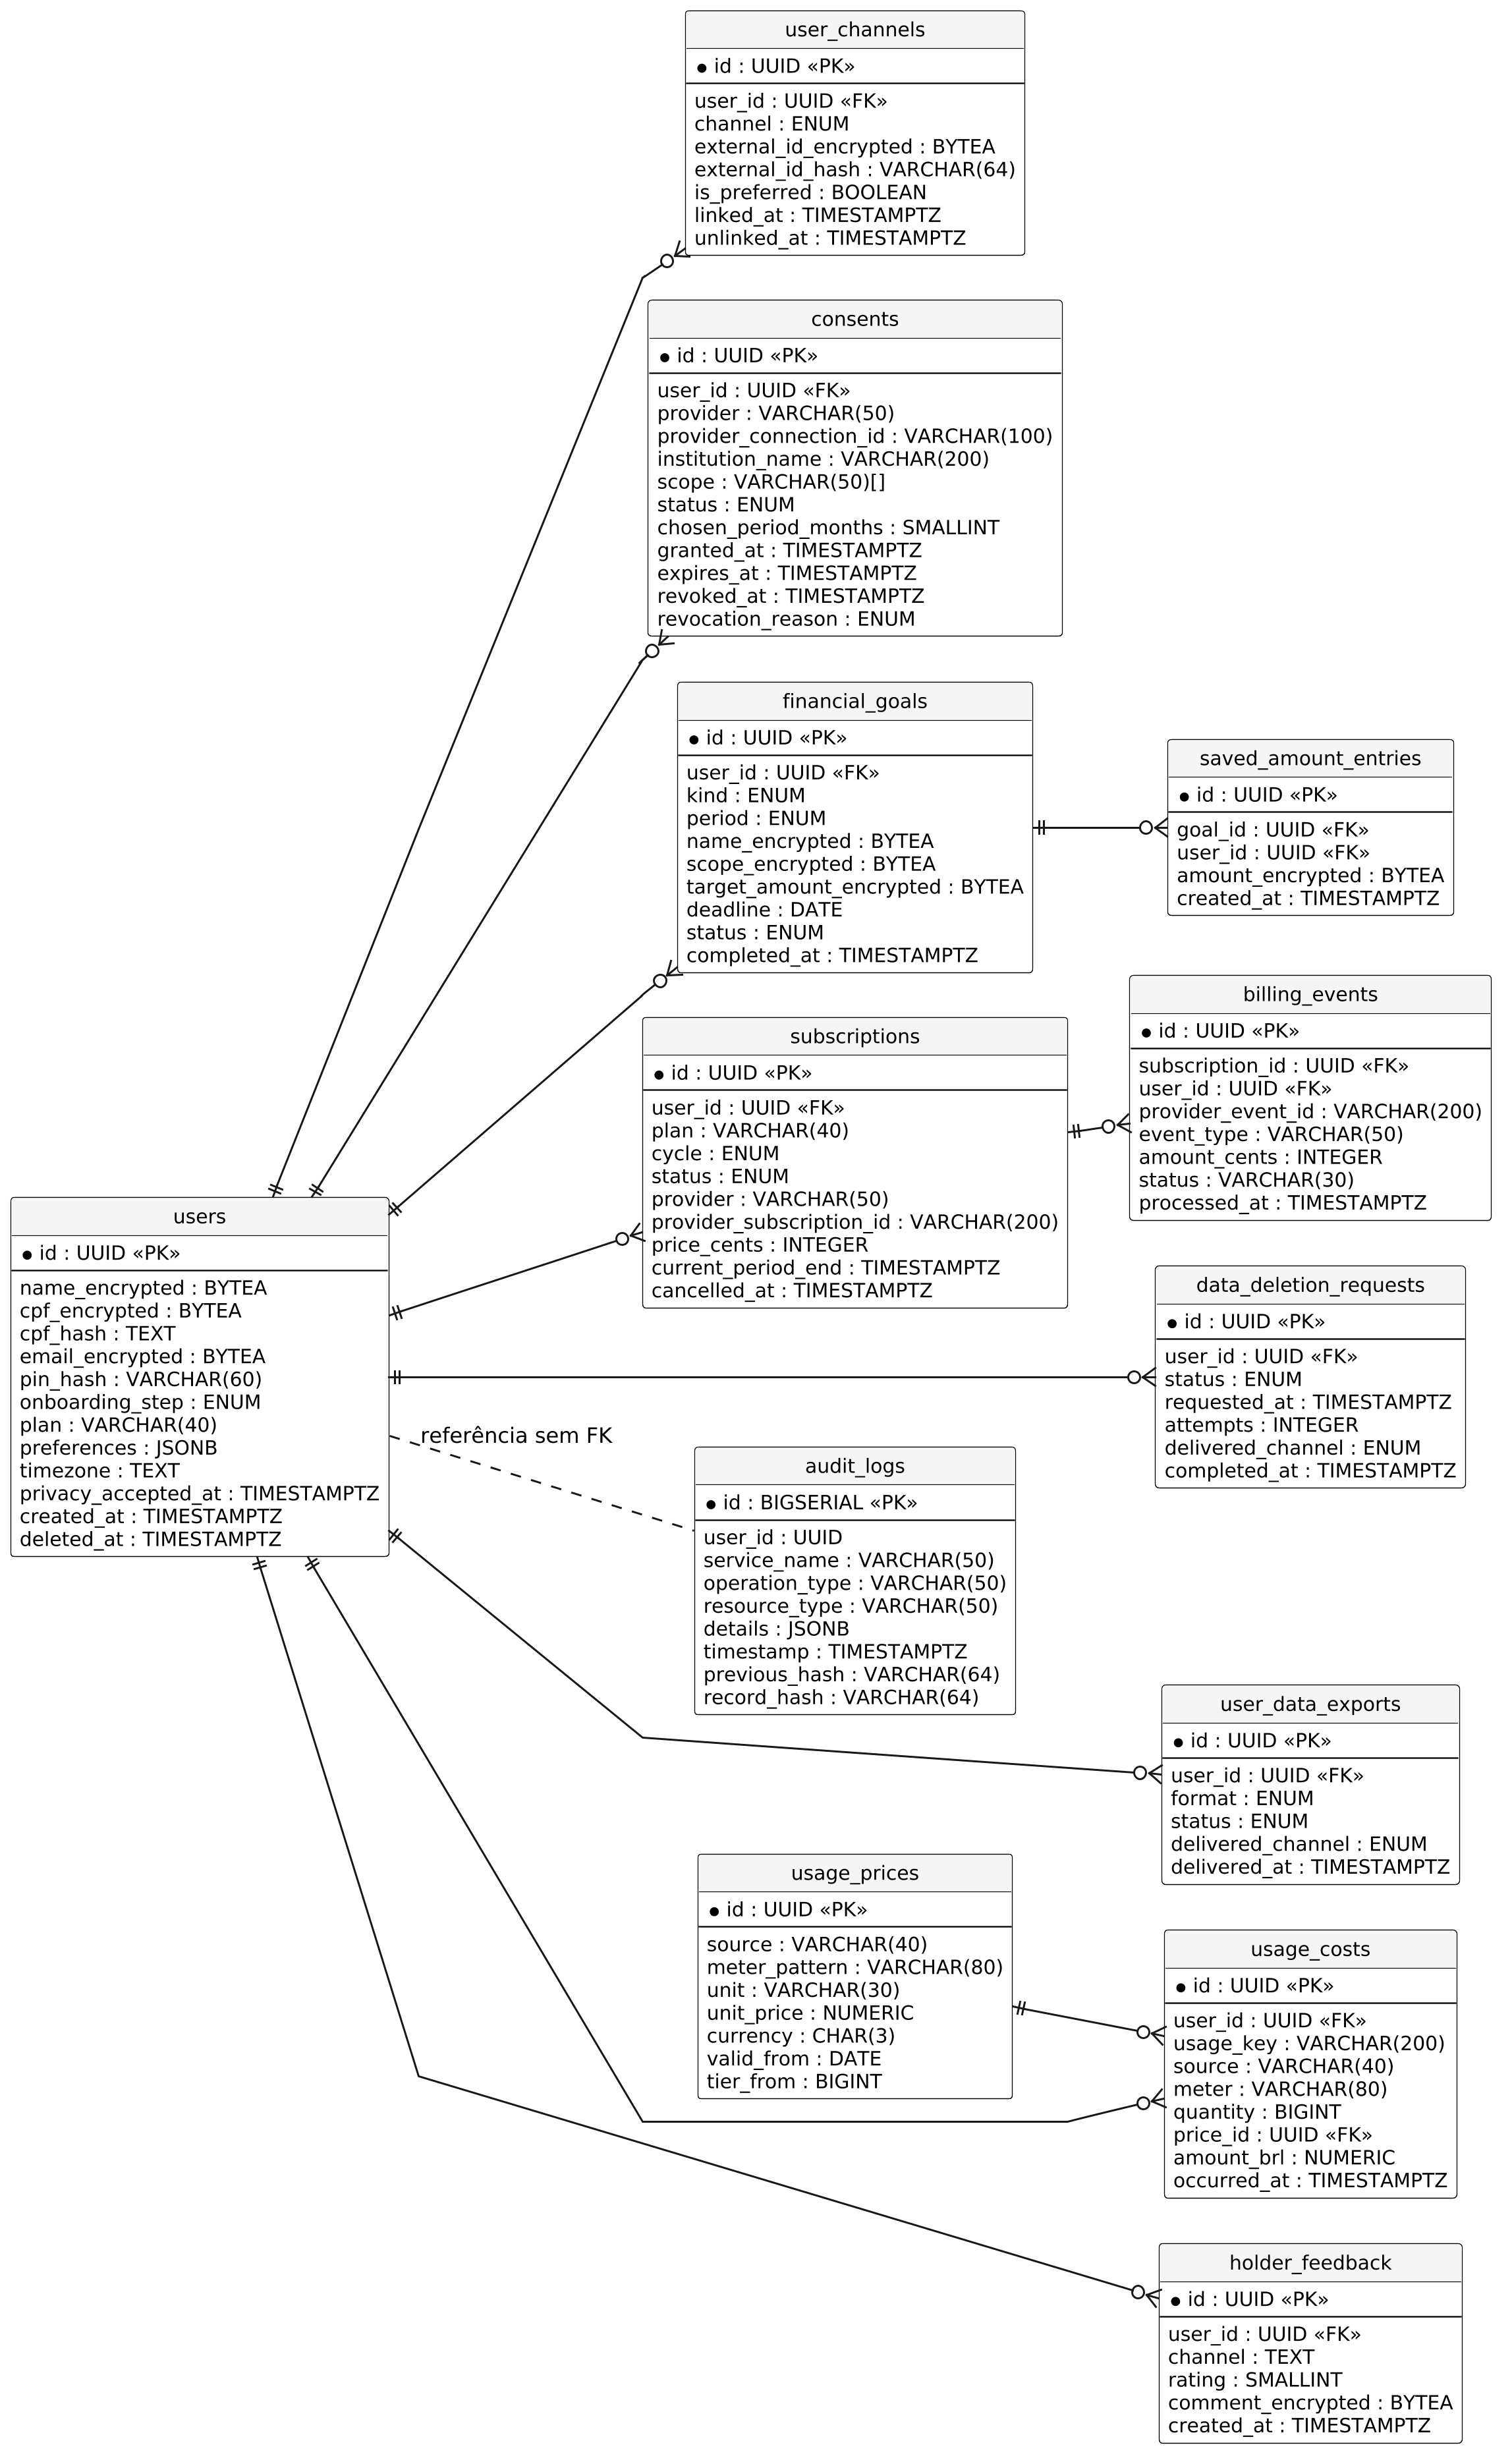 user_channels
id : UUID «PK»
user_id : UUID «FK»
channel : ENUM
external_id_encrypted : BYTEA
external_id_hash : VARCHAR(64)
is_preferred : BOOLEAN
linked_at : TIMESTAMPTZ
unlinked_at : TIMESTAMPTZ
consents
id : UUID «PK»
user_id : UUID «FK»
provider : VARCHAR(50)
provider_connection_id : VARCHAR(100)
institution_name : VARCHAR(200)
scope : VARCHAR(50)[]
status : ENUM
chosen_period_months : SMALLINT
granted_at : TIMESTAMPTZ
expires_at : TIMESTAMPTZ
revoked_at : TIMESTAMPTZ
revocation_reason : ENUM
financial_goals
id : UUID «PK»
user_id : UUID «FK»
kind : ENUM
period : ENUM
name_encrypted : BYTEA
scope_encrypted : BYTEA
target_amount_encrypted : BYTEA
deadline : DATE
status : ENUM
completed_at : TIMESTAMPTZ
saved_amount_entries
id : UUID «PK»
goal_id : UUID «FK»
user_id : UUID «FK»
amount_encrypted : BYTEA
created_at : TIMESTAMPTZ
subscriptions
id : UUID «PK»
user_id : UUID «FK»
plan : VARCHAR(40)
cycle : ENUM
status : ENUM
provider : VARCHAR(50)
provider_subscription_id : VARCHAR(200)
price_cents : INTEGER
current_period_end : TIMESTAMPTZ
cancelled_at : TIMESTAMPTZ
billing_events
id : UUID «PK»
subscription_id : UUID «FK»
user_id : UUID «FK»
provider_event_id : VARCHAR(200)
event_type : VARCHAR(50)
amount_cents : INTEGER
status : VARCHAR(30)
processed_at : TIMESTAMPTZ
users
id : UUID «PK»
name_encrypted : BYTEA
cpf_encrypted : BYTEA
cpf_hash : TEXT
email_encrypted : BYTEA
pin_hash : VARCHAR(60)
onboarding_step : ENUM
plan : VARCHAR(40)
preferences : JSONB
timezone : TEXT
privacy_accepted_at : TIMESTAMPTZ
created_at : TIMESTAMPTZ
deleted_at : TIMESTAMPTZ
data_deletion_requests
id : UUID «PK»
user_id : UUID «FK»
status : ENUM
requested_at : TIMESTAMPTZ
attempts : INTEGER
delivered_channel : ENUM
completed_at : TIMESTAMPTZ
referência sem FK
audit_logs
id : BIGSERIAL «PK»
user_id : UUID
service_name : VARCHAR(50)
operation_type : VARCHAR(50)
resource_type : VARCHAR(50)
details : JSONB
timestamp : TIMESTAMPTZ
previous_hash : VARCHAR(64)
record_hash : VARCHAR(64)
user_data_exports
id : UUID «PK»
user_id : UUID «FK»
format : ENUM
status : ENUM
delivered_channel : ENUM
delivered_at : TIMESTAMPTZ
usage_prices
id : UUID «PK»
source : VARCHAR(40)
meter_pattern : VARCHAR(80)
unit : VARCHAR(30)
unit_price : NUMERIC
currency : CHAR(3)
valid_from : DATE
tier_from : BIGINT
usage_costs
id : UUID «PK»
user_id : UUID «FK»
usage_key : VARCHAR(200)
source : VARCHAR(40)
meter : VARCHAR(80)
quantity : BIGINT
price_id : UUID «FK»
amount_brl : NUMERIC
occurred_at : TIMESTAMPTZ
holder_feedback
id : UUID «PK»
user_id : UUID «FK»
channel : TEXT
rating : SMALLINT
comment_encrypted : BYTEA
created_at : TIMESTAMPTZ